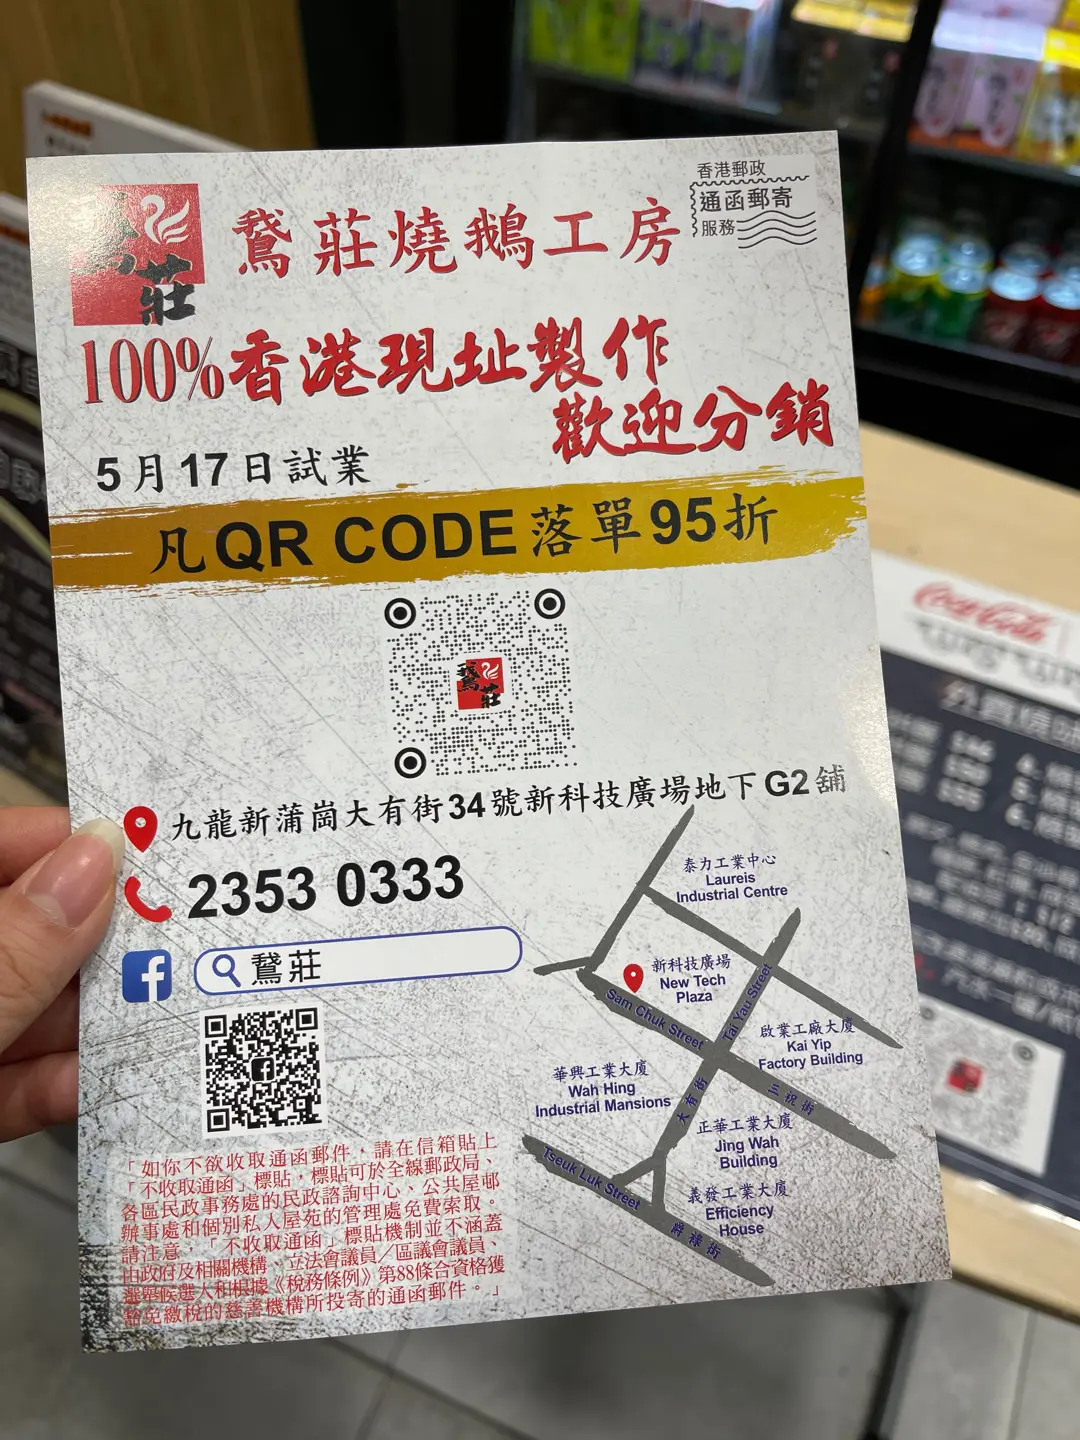 香港郵政
通函郵寄
服務
鵞莊
鵞莊燒鵝工房
100%香港現址製作
歡迎分銷
5月17日試業
凡QR CODE落單95折
鵞莊
九龍新蒲崗大有街34號新科技廣場地下G2舖
2353 0333
鵞莊
泰力工業中心
Laureis
Industrial Centre
新科技廣場
New Tech
Plaza
Sam Chuk Street
Tai Yau Street
啟業工廠大廈
Kai Yip
Factory Building
華興工業大廈
Wah Hing
Industrial Mansions
大有街
三祝街
正華工業大廈
Jing Wah
Building
Tseuk Luk Street
義發工業大廈
Efficiency
House
爵祿街
「如你不欲收取通函郵件，請在信箱貼上
「不收取通函」標貼，標貼可於全線郵政局、
各區民政事務處的民政諮詢中心、公共屋邨
辦事處和個別私人屋苑的管理處免費索取。
請注意，「不收取通函」標貼機制並不涵蓋
由政府及相關機構、立法會議員／區議會議員、
選舉候選人和根據《稅務條例》第88條合資格獲
豁免繳稅的慈善機構所投寄的通函郵件。」
Coca-Cola